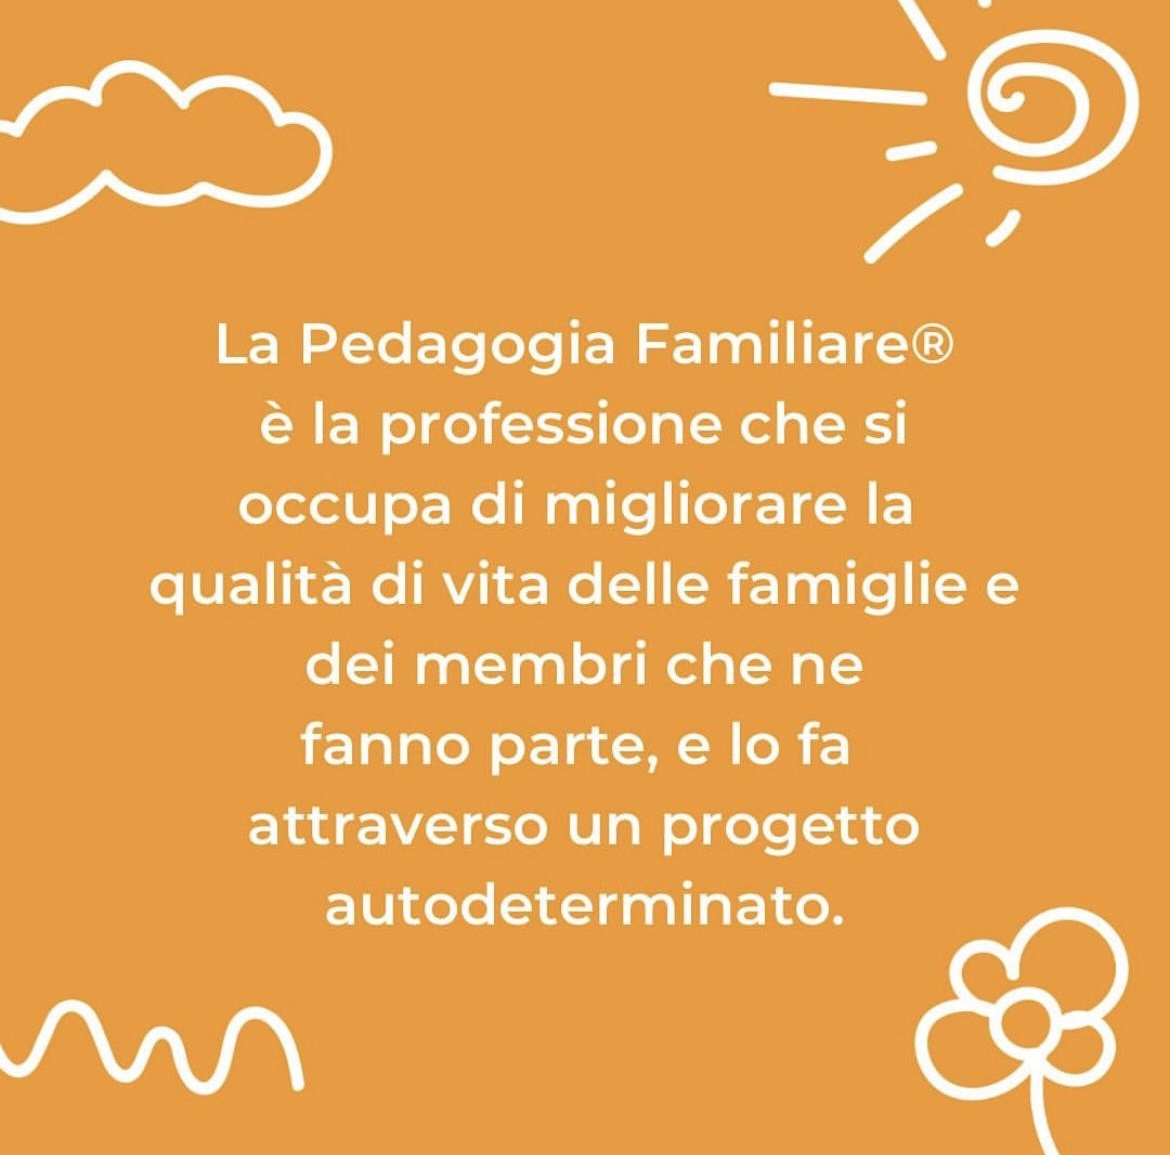 La Pedagogia Familiare®
è la professione che si
occupa di migliorare la
qualità di vita delle famiglie e
dei membri che ne
fanno parte, e lo fa
attraverso un progetto
autodeterminato.